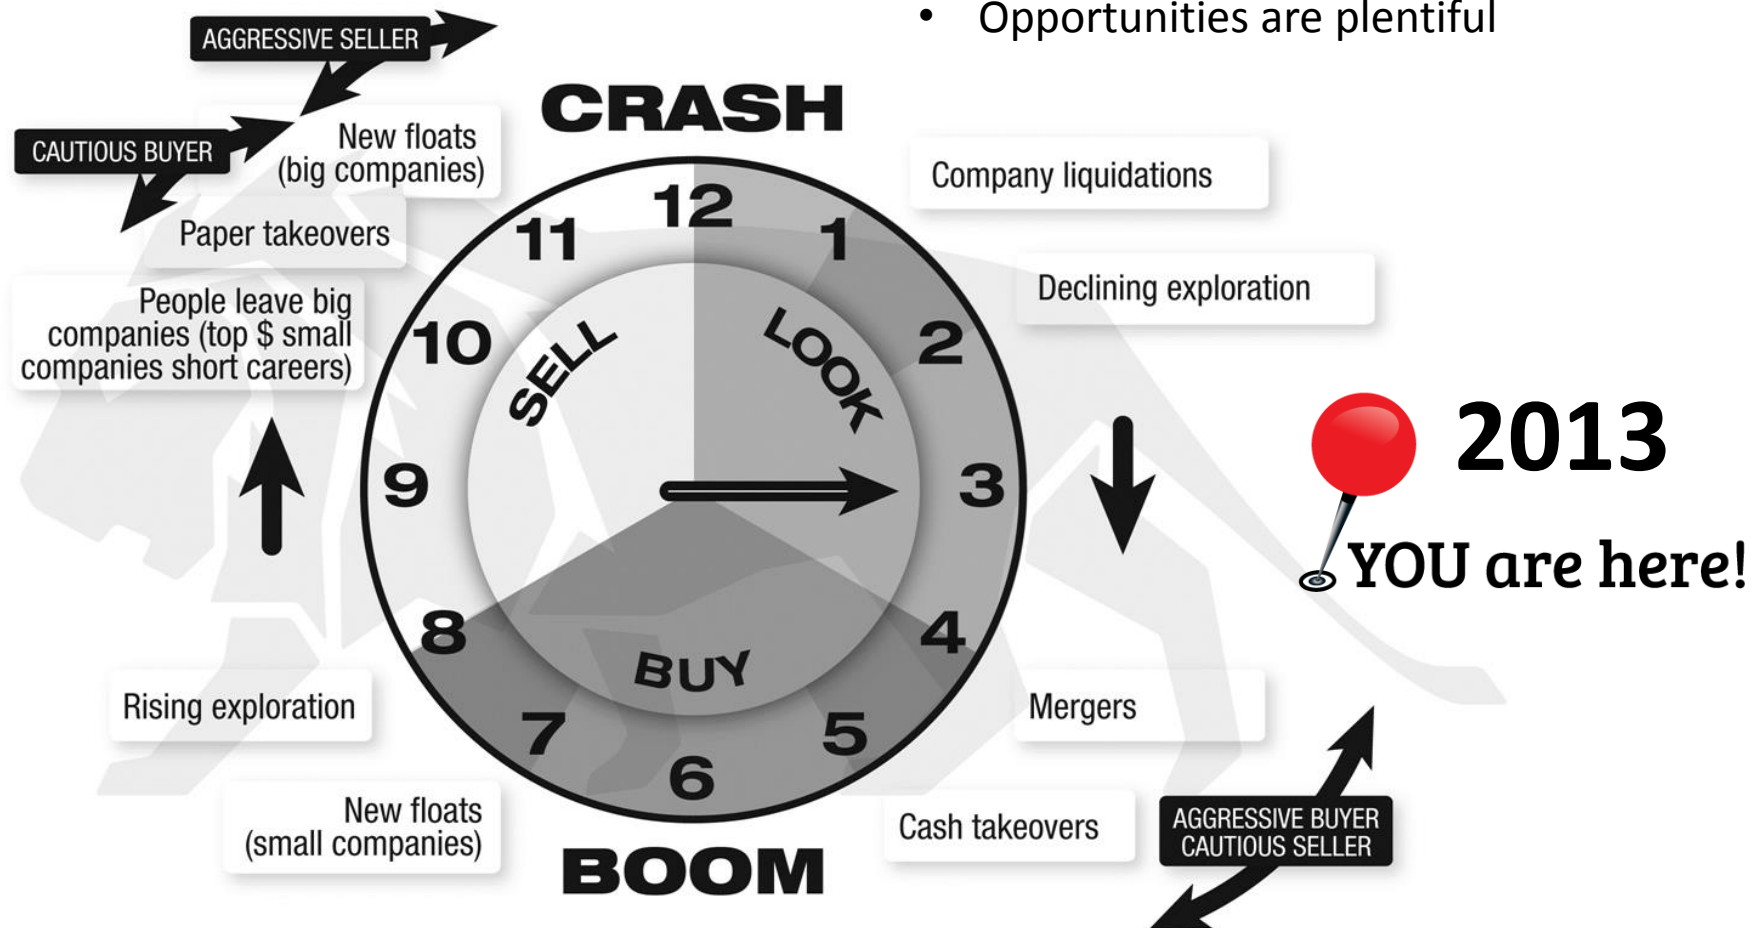 • Opportunities are plentiful
AGGRESSIVE SELLER
CAUTIOUS BUYER
New floats
(big companies)
Paper takeovers
People leave big
companies (top $ small
companies short careers)
CRASH
Company liquidations
Declining exploration
12
1
2
3
4
5
6
7
8
9
10
11
SELL
LOOK
BUY
2013
YOU are here!
Rising exploration
New floats
(small companies)
BOOM
Mergers
Cash takeovers
AGGRESSIVE BUYER
CAUTIOUS SELLER